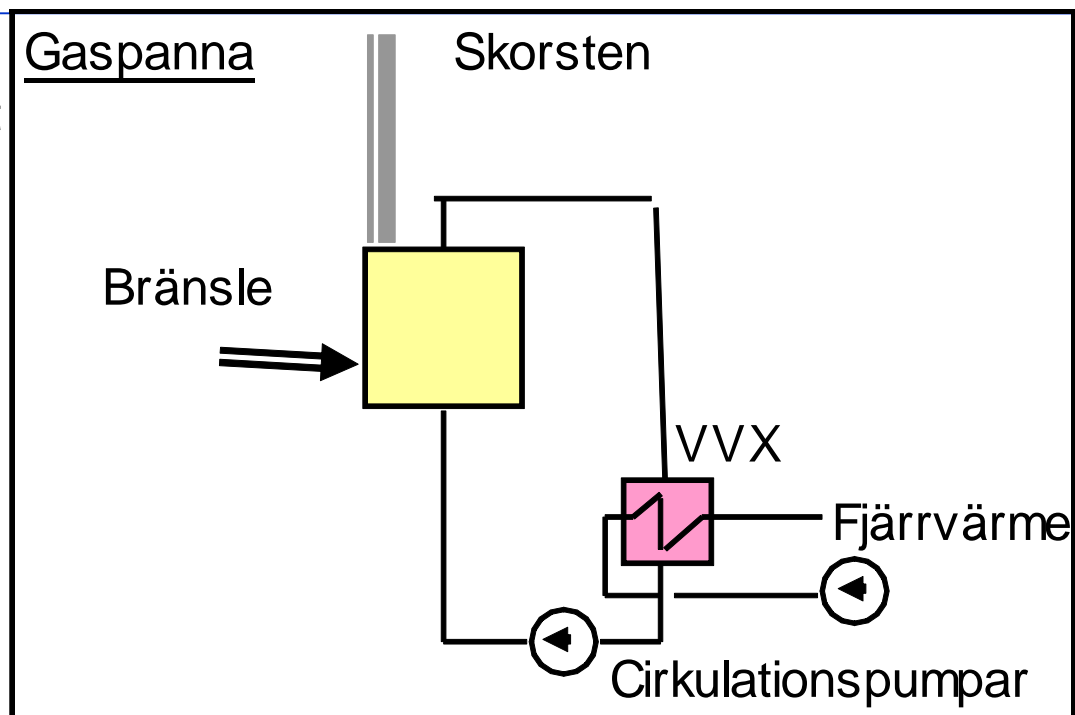 Gaspanna
Skorsten
Bränsle
VVX
Fjärrvärme
Cirkulationspumpar